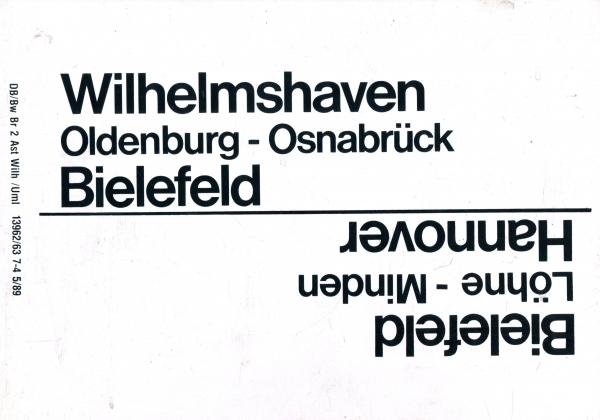 Wilhelmshaven
Oldenburg - Osnabrück
Bielefeld
Bielefeld
Löhne - Minden
Hannover
DB/Bw Br 2 Ast Wilh /Uml 13962/63 7-4 5/89